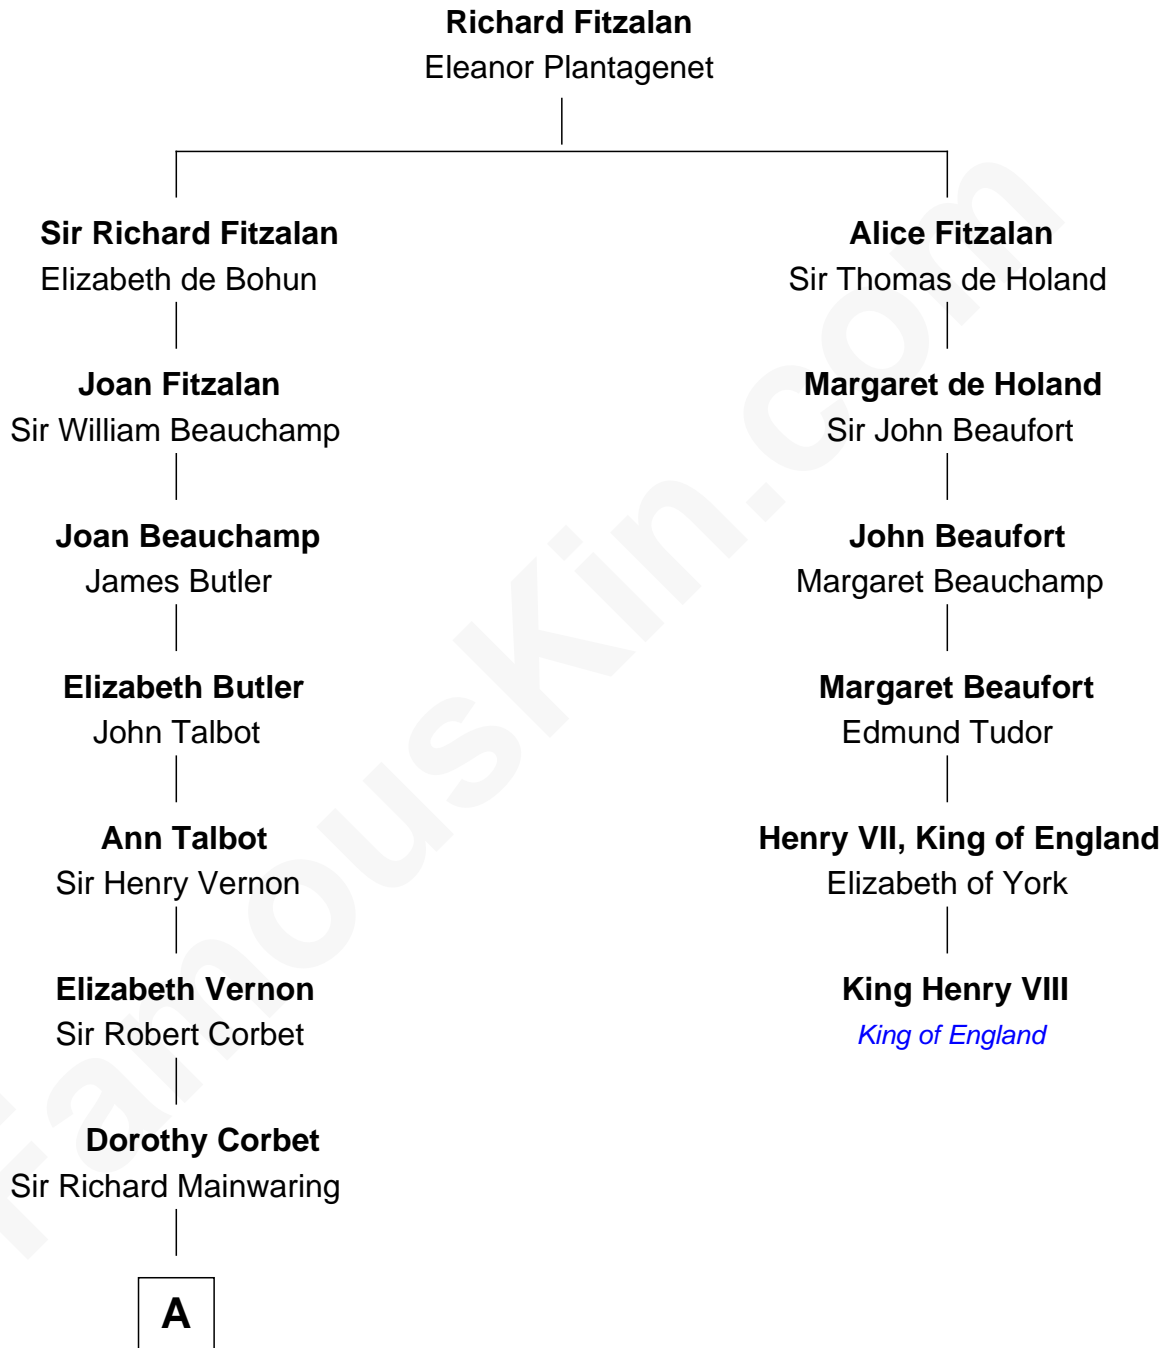 Richard Fitzalan
Eleanor Plantagenet
Sir Richard Fitzalan
Elizabeth de Bohun
Joan Fitzalan
Sir William Beauchamp
Joan Beauchamp
James Butler
Elizabeth Butler
John Talbot
Ann Talbot
Sir Henry Vernon
Elizabeth Vernon
Sir Robert Corbet
Dorothy Corbet
Sir Richard Mainwaring
A
Alice Fitzalan
Sir Thomas de Holand
Margaret de Holand
Sir John Beaufort
John Beaufort
Margaret Beauchamp
Margaret Beaufort
Edmund Tudor
Henry VII, King of England
Elizabeth of York
King Henry VIII
King of England
FamousKin.com